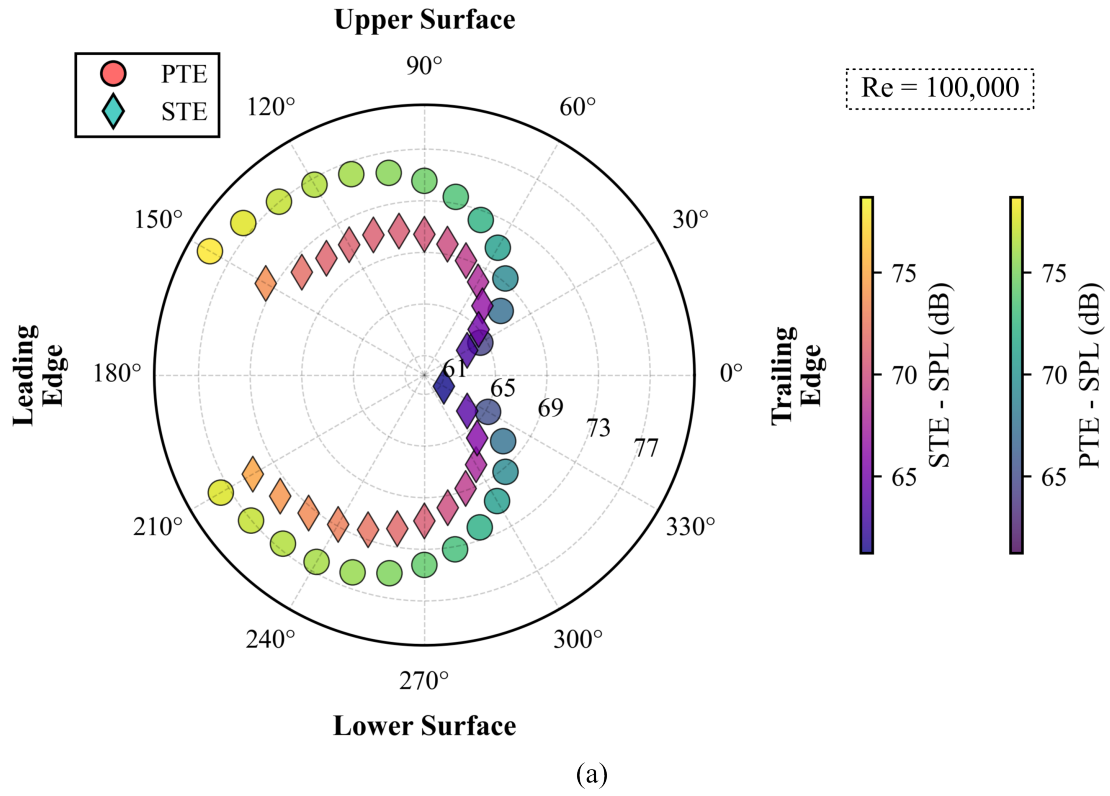 Upper Surface
PTE
STE
Re = 100,000
90°
120°
60°
150°
30°
180°
0°
210°
330°
240°
300°
270°
61
65
69
73
77
Leading
Edge
Trailing
Edge
75
70
65
STE - SPL (dB)
75
70
65
PTE - SPL (dB)
Lower Surface
(a)